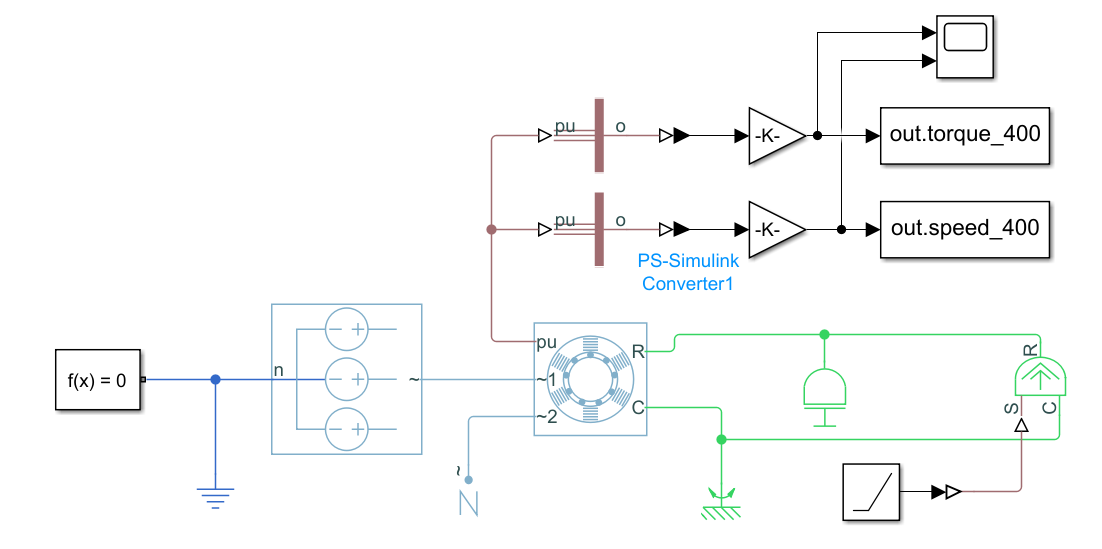 pu
o
-K-
out.torque_400
pu
o
-K-
out.speed_400
PS-Simulink
Converter1
f(x) = 0
n
~
pu
~1
~2
R
C
~
N
R
S
C